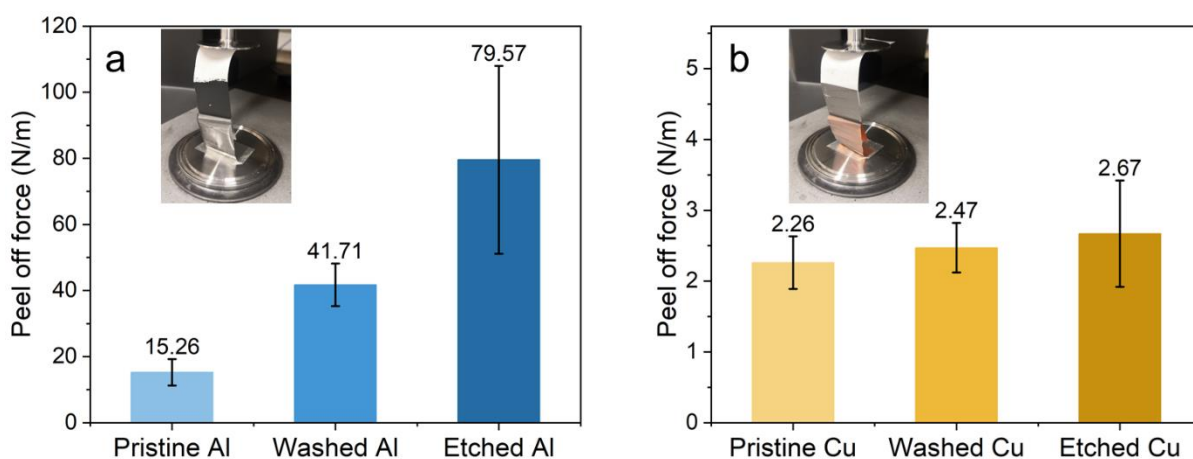 a
Peel off force (N/m)
120
100
80
60
40
20
0
15.26
41.71
79.57
Pristine Al
Washed Al
Etched Al
b
Peel off force (N/m)
5
4
3
2
1
0
2.26
2.47
2.67
Pristine Cu
Washed Cu
Etched Cu